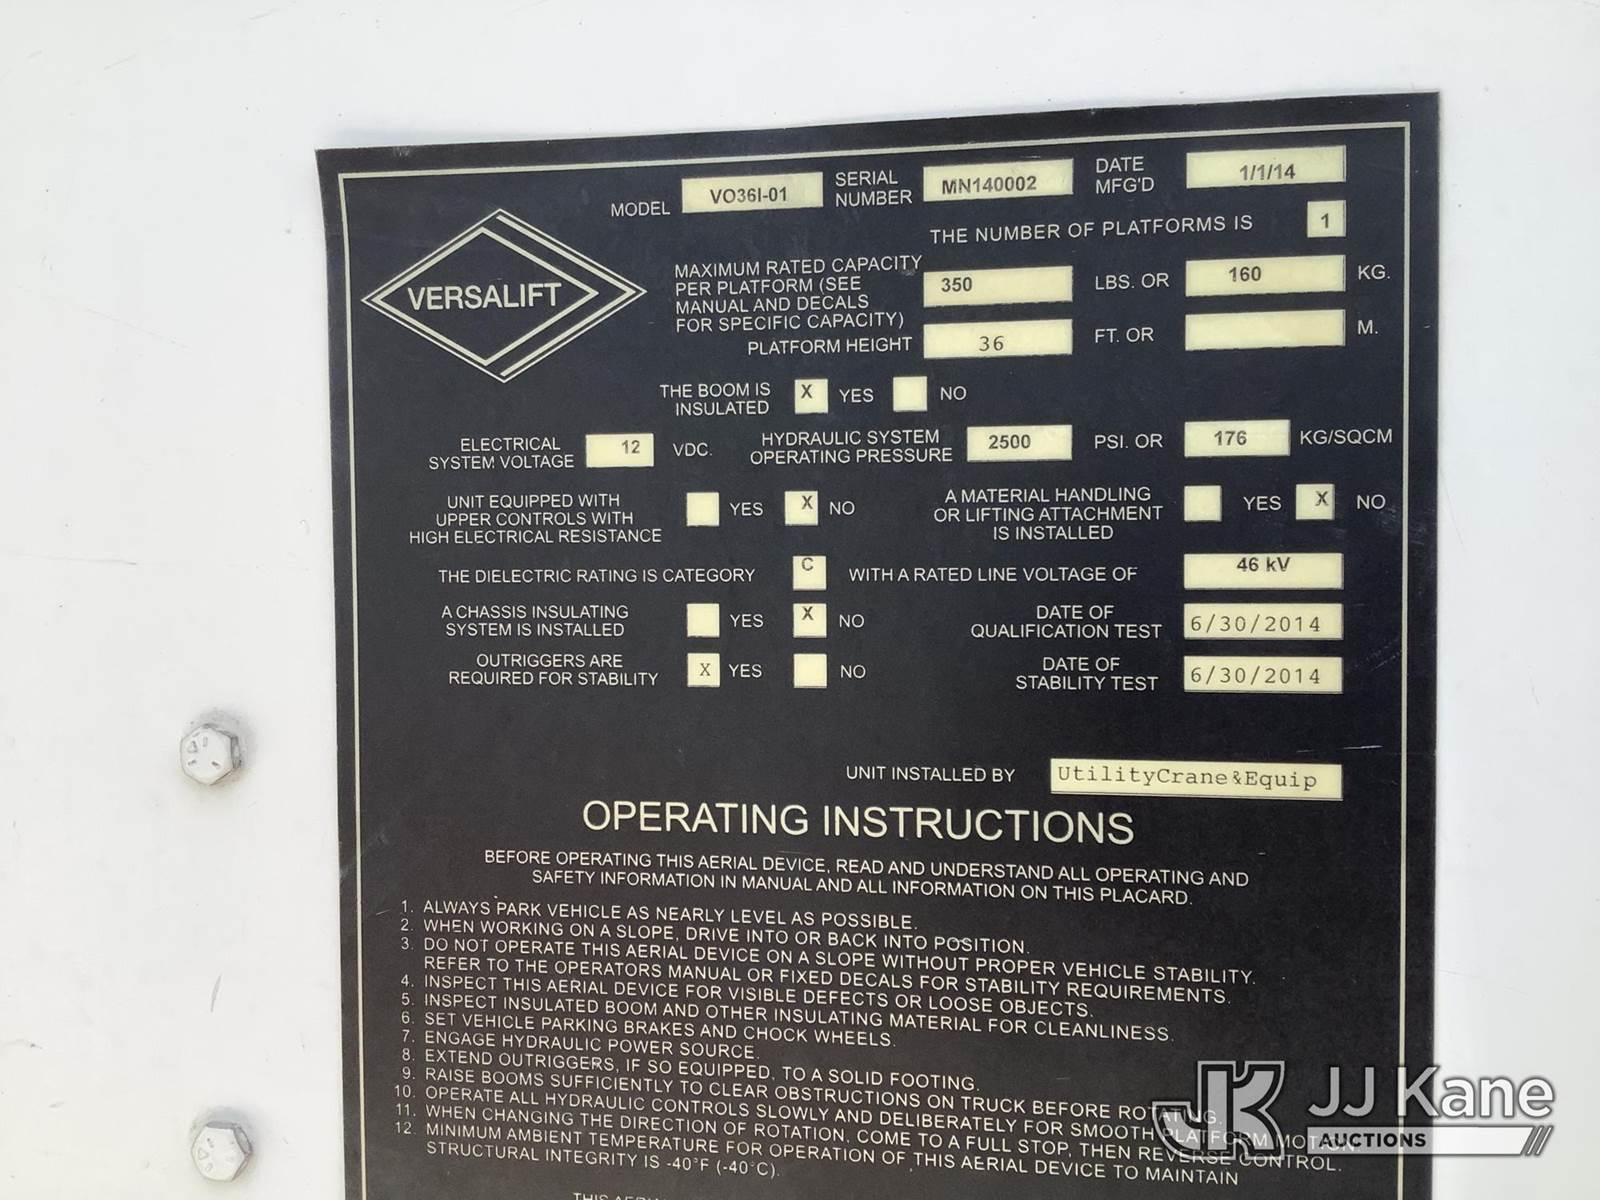 MODEL VO36I-01 SERIAL NUMBER MN140002 DATE MFG'D 1/1/14
THE NUMBER OF PLATFORMS IS 1
VERSALIFT
MAXIMUM RATED CAPACITY
PER PLATFORM (SEE
MANUAL AND DECALS
FOR SPECIFIC CAPACITY) 350 LBS. OR 160 KG.
PLATFORM HEIGHT 36 FT. OR M.
THE BOOM IS
INSULATED X YES NO
ELECTRICAL
SYSTEM VOLTAGE 12 VDC. HYDRAULIC SYSTEM
OPERATING PRESSURE 2500 PSI. OR 176 KG/SQCM
UNIT EQUIPPED WITH
UPPER CONTROLS WITH
HIGH ELECTRICAL RESISTANCE YES X NO
A MATERIAL HANDLING
OR LIFTING ATTACHMENT
IS INSTALLED YES X NO
THE DIELECTRIC RATING IS CATEGORY C WITH A RATED LINE VOLTAGE OF 46 kV
A CHASSIS INSULATING
SYSTEM IS INSTALLED YES X NO
DATE OF
QUALIFICATION TEST 6/30/2014
OUTRIGGERS ARE
REQUIRED FOR STABILITY X YES NO
DATE OF
STABILITY TEST 6/30/2014
UNIT INSTALLED BY UtilityCrane&Equip
OPERATING INSTRUCTIONS
BEFORE OPERATING THIS AERIAL DEVICE, READ AND UNDERSTAND ALL OPERATING AND
SAFETY INFORMATION IN MANUAL AND ALL INFORMATION ON THIS PLACARD.
1. ALWAYS PARK VEHICLE AS NEARLY LEVEL AS POSSIBLE.
2. WHEN WORKING ON A SLOPE, DRIVE INTO OR BACK INTO POSITION.
3. DO NOT OPERATE THIS AERIAL DEVICE ON A SLOPE WITHOUT PROPER VEHICLE STABILITY.
REFER TO THE OPERATORS MANUAL OR FIXED DECALS FOR STABILITY REQUIREMENTS.
4. INSPECT THIS AERIAL DEVICE FOR VISIBLE DEFECTS OR LOOSE OBJECTS.
5. INSPECT INSULATED BOOM AND OTHER INSULATING MATERIAL FOR CLEANLINESS.
6. SET VEHICLE PARKING BRAKES AND CHOCK WHEELS.
7. ENGAGE HYDRAULIC POWER SOURCE.
8. EXTEND OUTRIGGERS, IF SO EQUIPPED, TO A SOLID FOOTING.
9. RAISE BOOMS SUFFICIENTLY TO CLEAR OBSTRUCTIONS ON TRUCK BEFORE ROTATING.
10. OPERATE ALL HYDRAULIC CONTROLS SLOWLY AND DELIBERATELY FOR SMOOTH PLATFORM MOTION
11. WHEN CHANGING THE DIRECTION OF ROTATION, COME TO A FULL STOP, THEN REVERSE CONTROL.
12. MINIMUM AMBIENT TEMPERATURE FOR OPERATION OF THIS AERIAL DEVICE TO MAINTAIN
STRUCTURAL INTEGRITY IS -40°F (-40°C).
JK JJ Kane
AUCTIONS